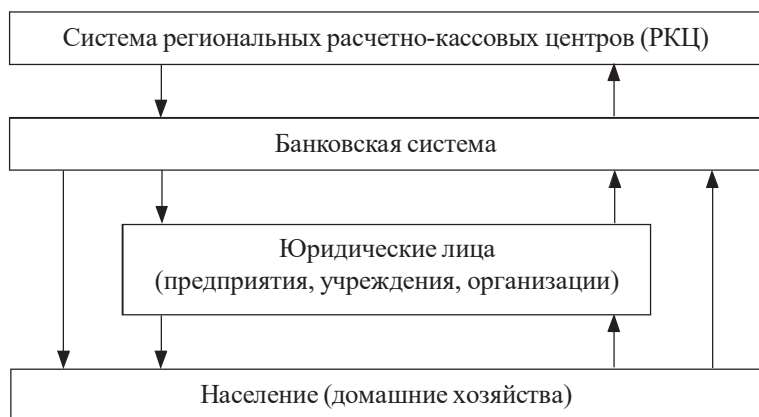 Система региональных расчетно-кассовых центров (РКЦ)
Банковская система
Юридические лица
(предприятия, учреждения, организации)
Население (домашние хозяйства)